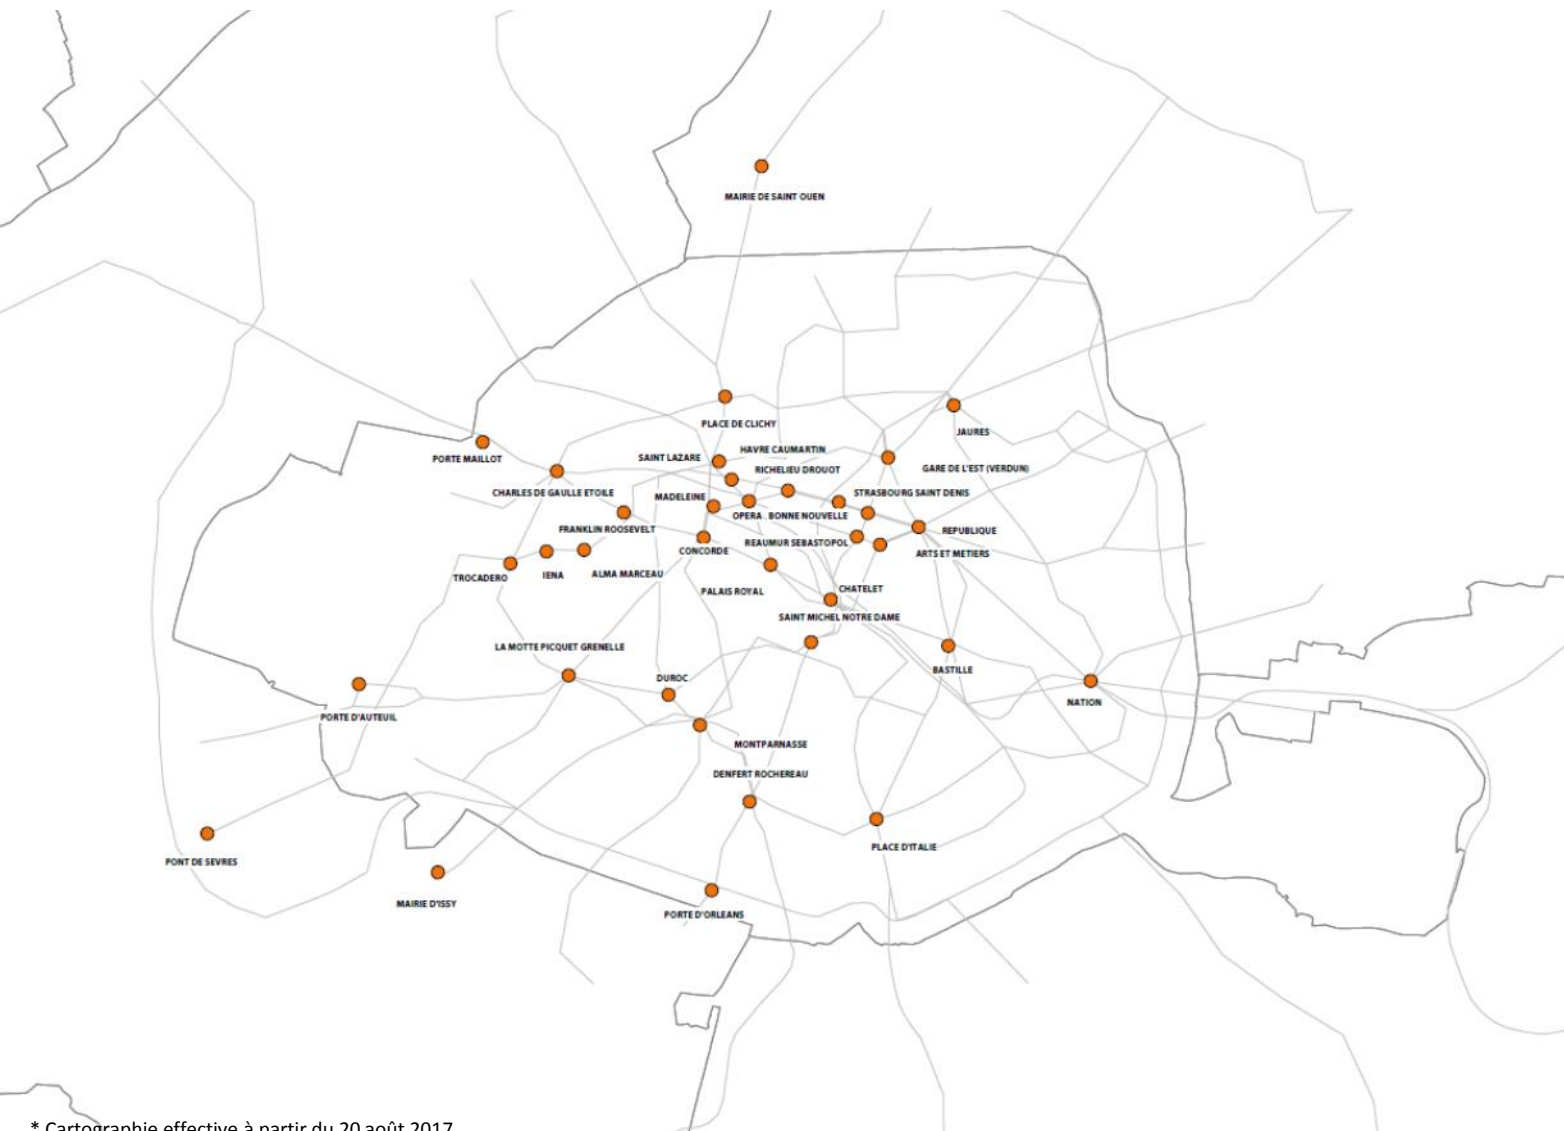 MAIRIE DE SAINT OUEN
PLACE DE CLICHY
JAURES
PORTE MAILLOT
SAINT LAZARE
HAVRE CAUMARTIN
RICHELIEU DROUOT
GARE DE L'EST (VERDUN)
CHARLES DE GAULLE ETOILE
MADELEINE
STRASBOURG SAINT DENIS
OPERA
BONNE NOUVELLE
FRANKLIN ROOSEVELT
REPUBLIQUE
CONCORDE
REAUMUR SEBASTOPOL
ARTS ET METIERS
TROCADERO
IENA
ALMA MARCEAU
PALAIS ROYAL
CHATELET
SAINT MICHEL NOTRE DAME
LA MOTTE PICQUET GRENELLE
DUROC
BASTILLE
NATION
PORTE D'AUTEUIL
MONTPARNASSE
DENFERT ROCHEREAU
PLACE D'ITALIE
PONT DE SEVRES
MAIRIE D'ISSY
PORTE D'ORLEANS
* Cartographie effective à partir du 20 août 2017